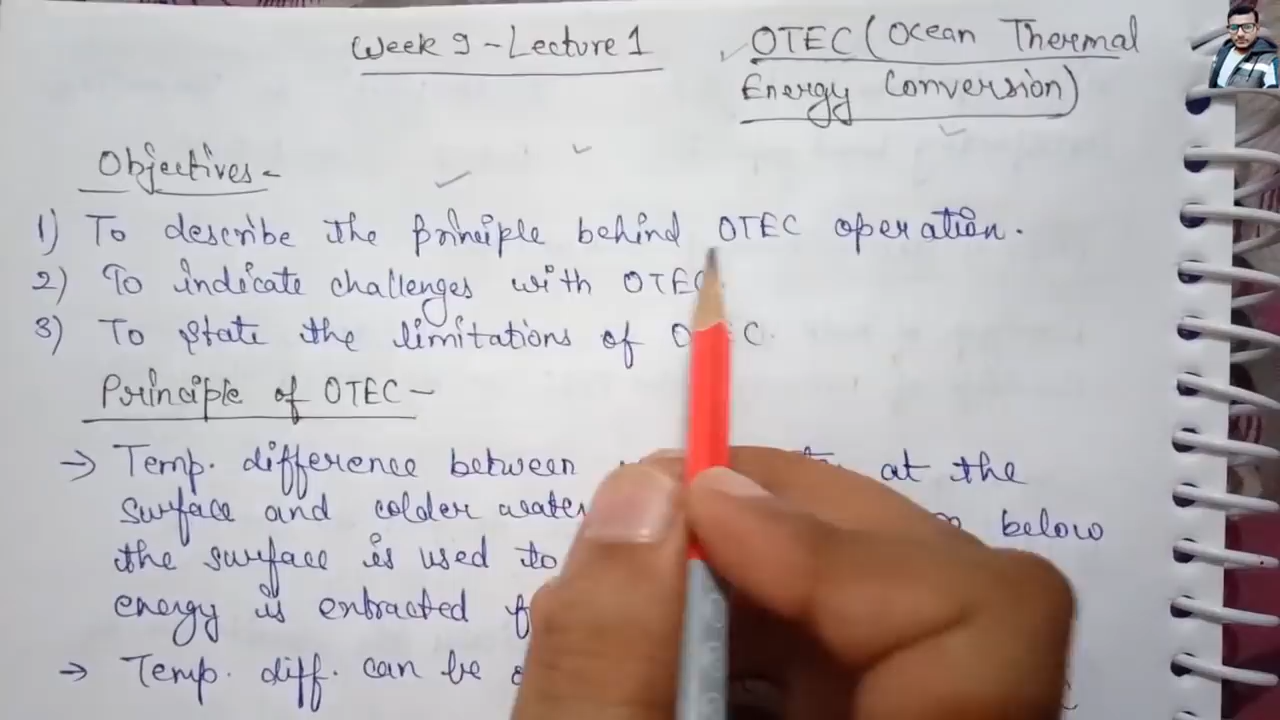 Week 9 - Lecture 1
OTEC (Ocean Thermal
Energy Conversion)
Objectives -
1) To describe the principle behind OTEC operation.
2) To indicate challenges with OTEC
3) To state the limitations of
Principle of OTEC -
→ Temp. difference between at the
surface and colder water below
the surface is used to
energy is extracted
→ Temp. diff. can be